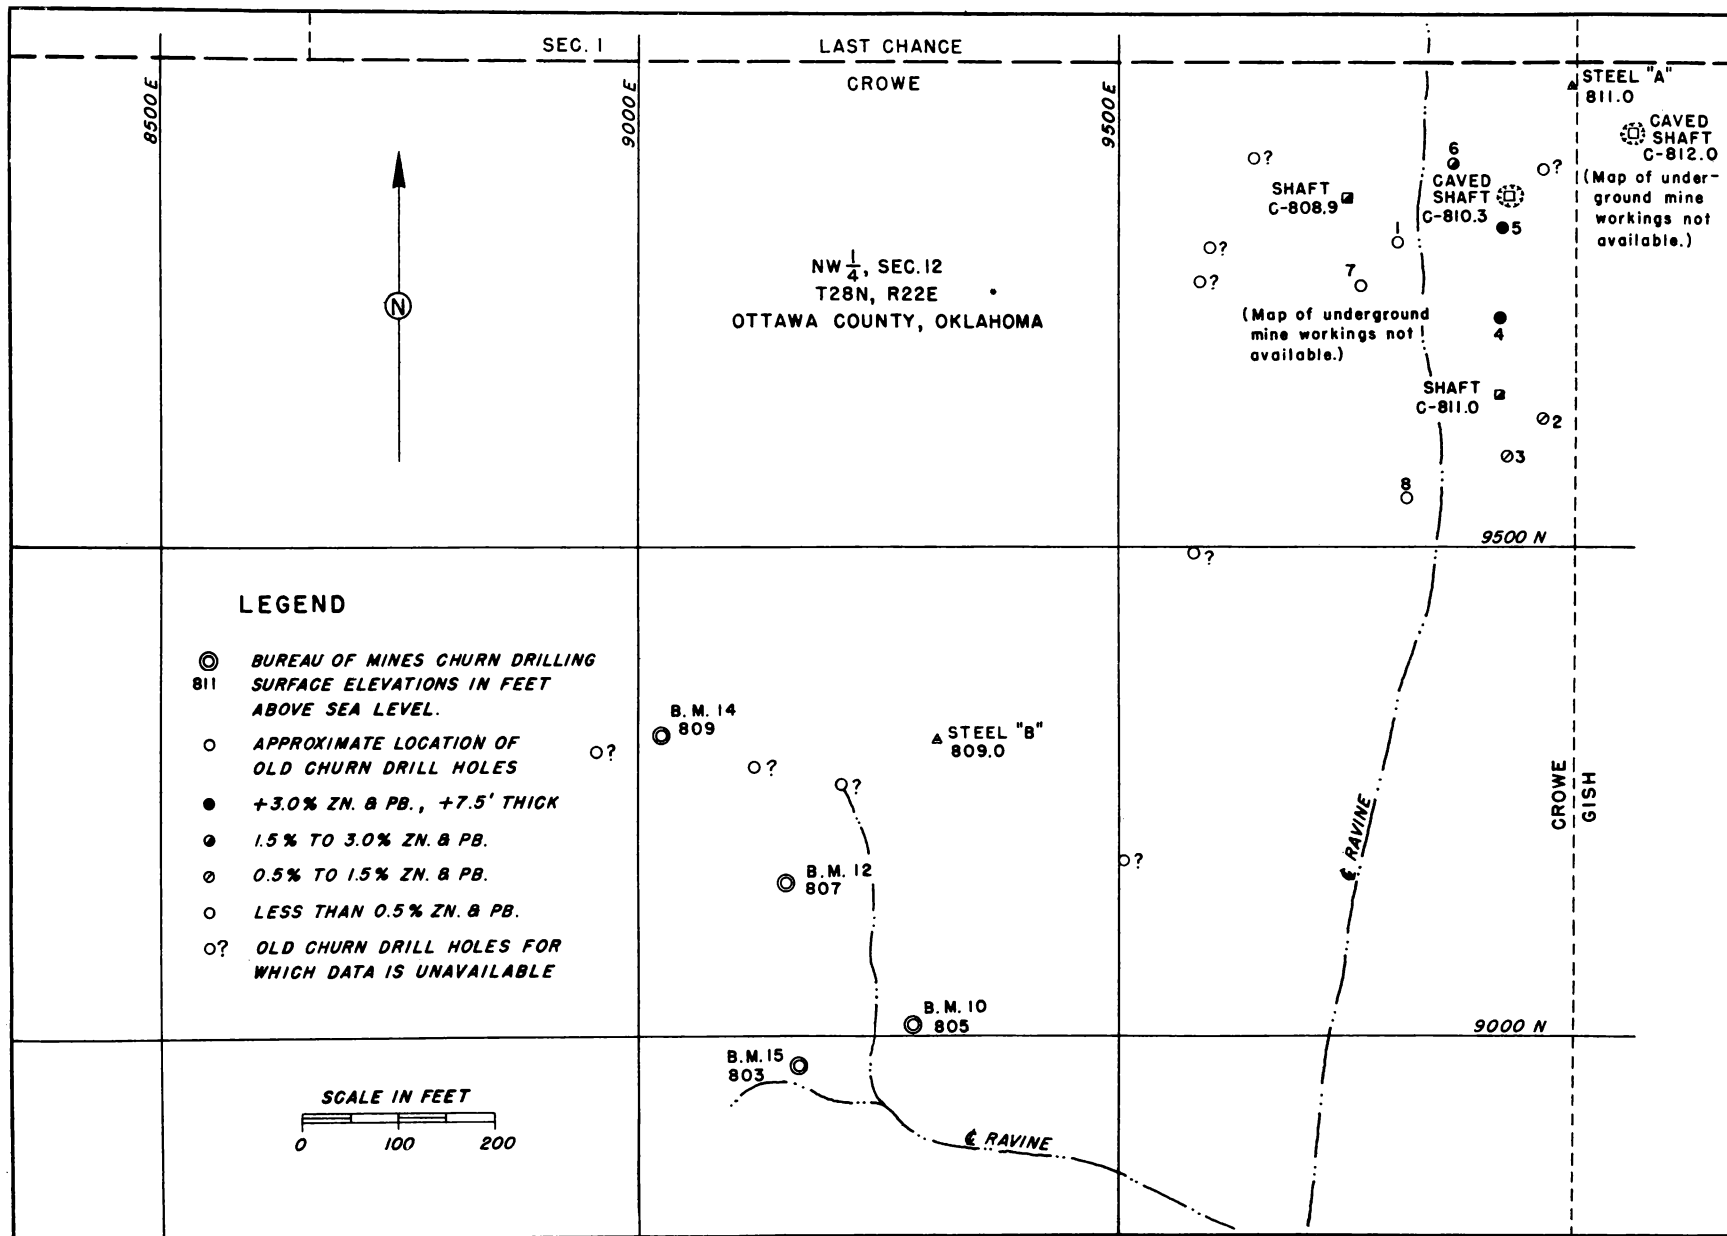 SEC. 1
LAST CHANCE
CROWE
8500 E
9000 E
9500 E
STEEL "A"
811.0
CAVED
SHAFT
C-812.0
(Map of under-
ground mine
workings not
available.)
6
?
?
CAVED
SHAFT
C-810.3
SHAFT
C-808.9
1
5
?
7
?
N
NW 1/4, SEC. 12
T28N, R22E
OTTAWA COUNTY, OKLAHOMA
(Map of underground
mine workings not
available.)
4
SHAFT
C-811.0
2
3
8
9500 N
?
LEGEND
BUREAU OF MINES CHURN DRILLING
811 SURFACE ELEVATIONS IN FEET
ABOVE SEA LEVEL.
APPROXIMATE LOCATION OF
OLD CHURN DRILL HOLES
+3.0% ZN. & PB., +7.5' THICK
1.5% TO 3.0% ZN. & PB.
0.5% TO 1.5% ZN. & PB.
LESS THAN 0.5% ZN. & PB.
? OLD CHURN DRILL HOLES FOR
WHICH DATA IS UNAVAILABLE
B.M. 14
809
?
?
?
STEEL "B"
809.0
CROWE
GISH
℄ RAVINE
?
B.M. 12
807
B.M. 10
805
9000 N
B.M. 15
803
℄ RAVINE
SCALE IN FEET
0 100 200